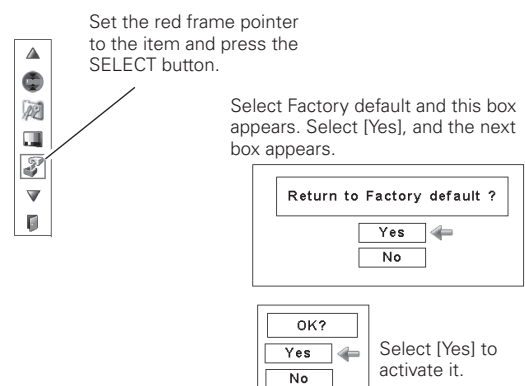 Set the red frame pointer
to the item and press the
SELECT button.
Select Factory default and this box
appears. Select [Yes], and the next
box appears.
Return to Factory default ?
Yes
No
OK?
Yes
No
Select [Yes] to
activate it.